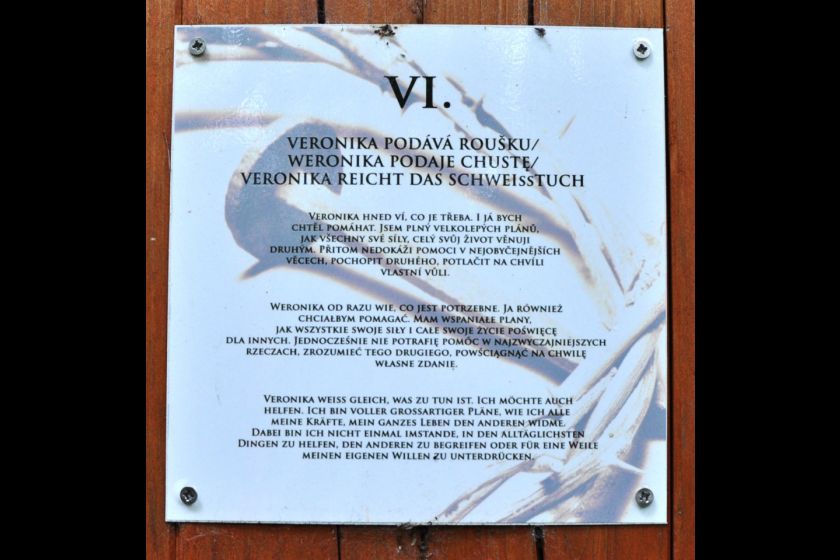 VI.
VERONIKA PODÁVÁ ROUŠKU/
WERONIKA PODAJE CHUSTĘ/
VERONIKA REICHT DAS SCHWEIssTUCH
VERONIKA HNED VÍ, CO JE TŘEBA. I JÁ BYCH
CHTĚL POMÁHAT. JSEM PLNÝ VELKOLEPÝCH PLÁNŮ,
JAK VŠECHNY SVÉ SÍLY, CELÝ SVŮJ ŽIVOT VĚNUJI
DRUHÝM. PŘITOM NEDOKÁŽI POMOCI V NEJOBYČEJNĚJŠÍCH
VĚCECH, POCHOPIT DRUHÉHO, POTLAČIT NA CHVÍLI
VLASTNÍ VŮLI.
WERONIKA OD RAZU WIE, CO JEST POTRZEBNE. JA RÓWNIEŻ
CHCIAŁBYM POMAGAĆ. MAM WSPANIAŁE PLANY,
JAK WSZYSTKIE SWOJE SIŁY I CAŁE SWOJE ŻYCIE POŚWIĘCĘ
DLA INNYCH. JEDNOCZEŚNIE NIE POTRAFIĘ POMÓC W NAJZWYCZAJNIEJSZYCH
RZECZACH, ZROZUMIEĆ TEGO DRUGIEGO, POWŚCIĄGNĄĆ NA CHWILĘ
WŁASNE ZDANIE.
VERONIKA WEISS GLEICH, WAS ZU TUN IST. ICH MÖCHTE AUCH
HELFEN. ICH BIN VOLLER GROSSARTIGER PLÄNE, WIE ICH ALLE
MEINE KRÄFTE, MEIN GANZES LEBEN DEN ANDEREN WIDME.
DABEI BIN ICH NICHT EINMAL IMSTANDE, IN DEN ALLTÄGLICHSTEN
DINGEN ZU HELFEN, DEN ANDEREN ZU BEGREIFEN ODER FÜR EINE WEILE
MEINEN EIGENEN WILLEN ZU UNTERDRÜCKEN.